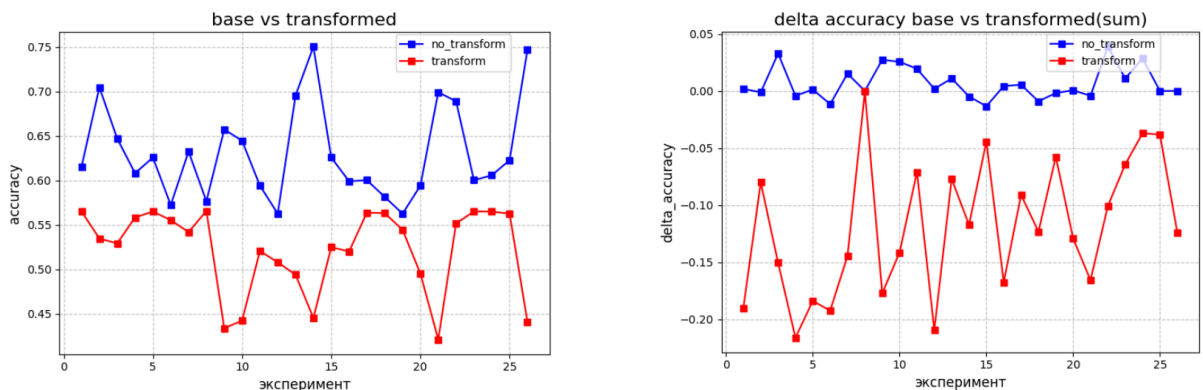 base vs transformed
no_transform
transform
0.75
0.70
0.65
0.60
0.55
0.50
0.45
accuracy
0
5
10
15
20
25
эксперимент
delta accuracy base vs transformed(sum)
no_transform
transform
0.05
0.00
−0.05
−0.10
−0.15
−0.20
delta_accuracy
0
5
10
15
20
25
эксперимент